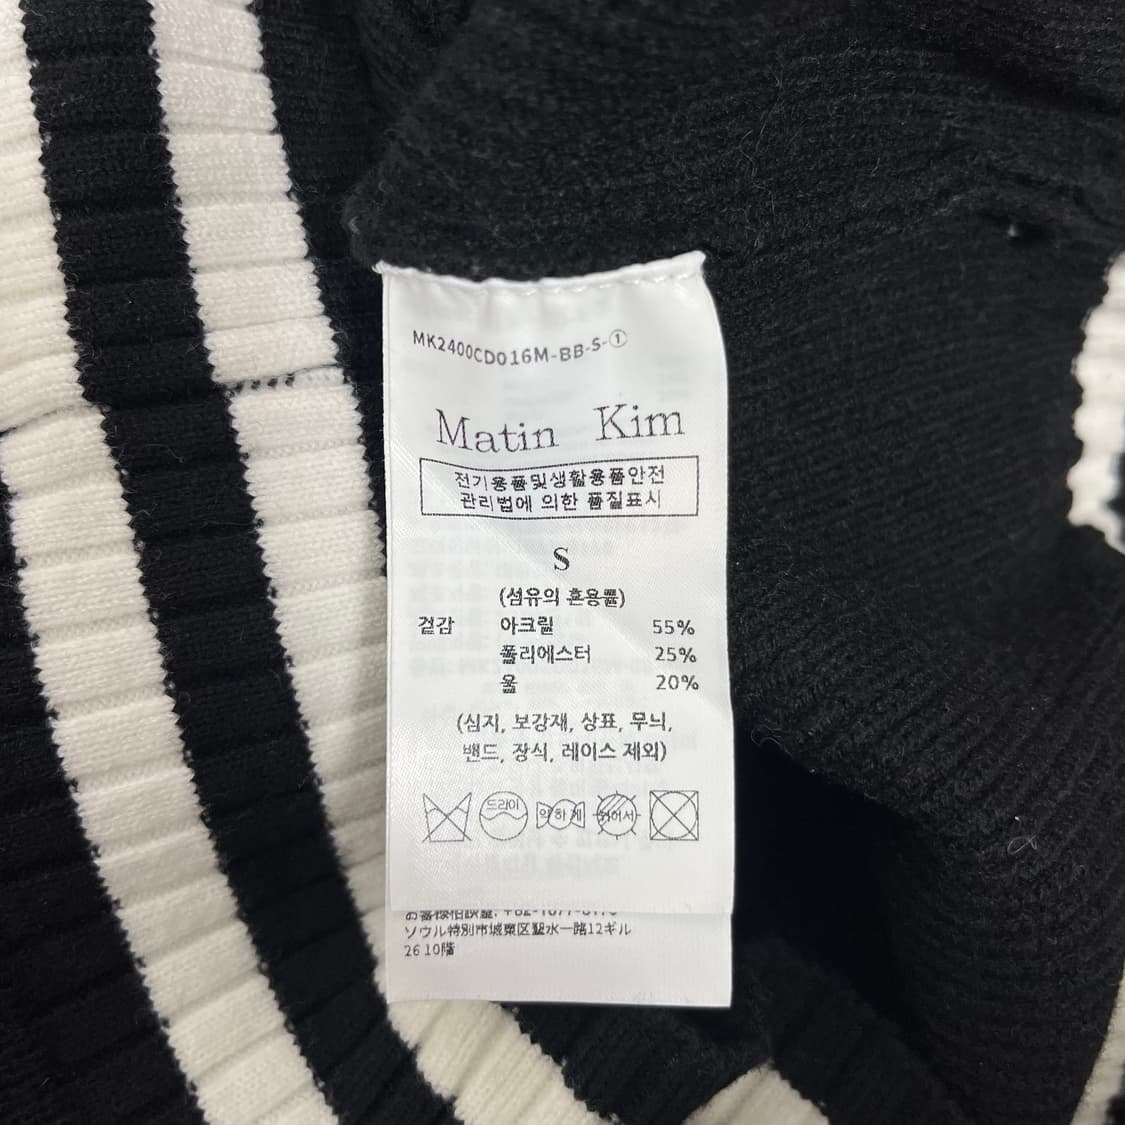 MK2400CD016M-BB-S-①
Matin Kim
전기용품및생활용품안전
관리법에 의한 품질표시
S
(섬유의 혼용률)
겉감 아크릴 55%
폴리에스터 25%
울 20%
(심지, 보강재, 상표, 무늬,
밴드, 장식, 레이스 제외)
드라이 약하게 뉘어서
ソウル特別市城東区聖水一路12ギル
26 10階